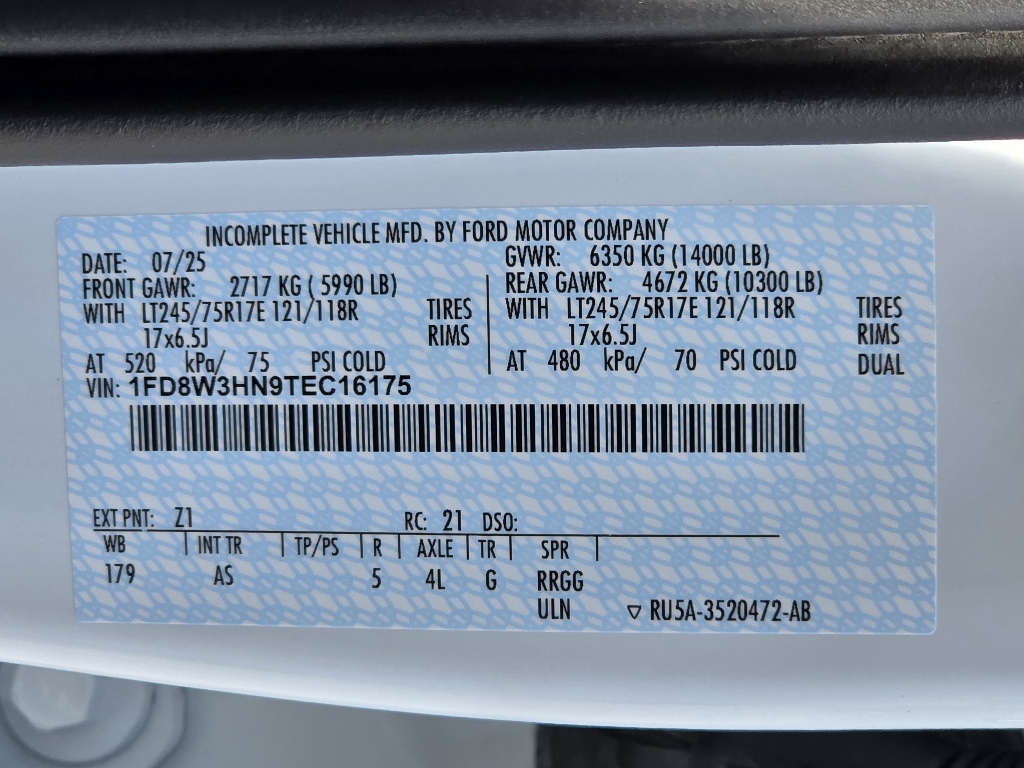 INCOMPLETE VEHICLE MFD. BY FORD MOTOR COMPANY
DATE: 07/25 GVWR: 6350 KG (14000 LB)
FRONT GAWR: 2717 KG ( 5990 LB) REAR GAWR: 4672 KG (10300 LB)
WITH LT245/75R17E 121/118R TIRES WITH LT245/75R17E 121/118R TIRES
17x6.5J RIMS 17x6.5J RIMS
AT 520 kPa/ 75 PSI COLD AT 480 kPa/ 70 PSI COLD DUAL
VIN: 1FD8W3HN9TEC16175
EXT PNT: Z1 RC: 21 DSO:
WB INT TR TP/PS R AXLE TR SPR
179 AS 5 4L G RRGG
ULN ▽ RU5A-3520472-AB